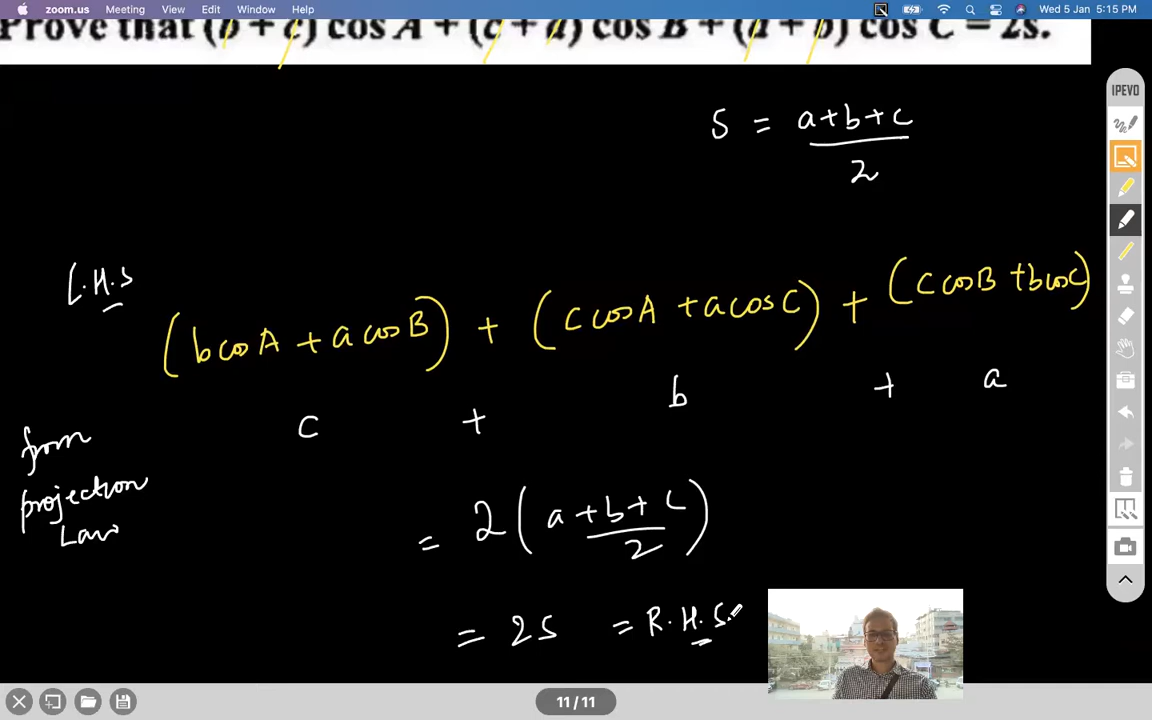 zoom.us Meeting View Edit Window Help Wed 5 Jan 5:15 PM
Prove that (b + c) cos A + (c + a) cos B + (a + b) cos C = 2s.
IPEVO
S = a+b+c
2
L.H.S
(b cos A + a cos B) + (c cos A + a cos C) + (c cos B + b cos C)
c + b + a
from
projection
Law
= 2(a+b+c / 2)
= 2S = R.H.S.
11/11